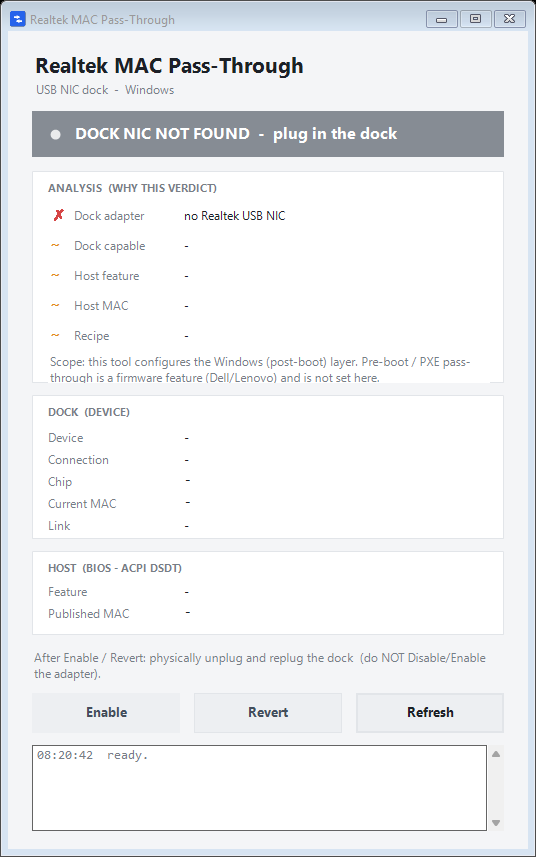 Realtek MAC Pass-Through
Realtek MAC Pass-Through
USB NIC dock - Windows
DOCK NIC NOT FOUND - plug in the dock
ANALYSIS (WHY THIS VERDICT)
✗ Dock adapter no Realtek USB NIC
~ Dock capable -
~ Host feature -
~ Host MAC -
~ Recipe -
Scope: this tool configures the Windows (post-boot) layer. Pre-boot / PXE pass-
through is a firmware feature (Dell/Lenovo) and is not set here.
DOCK (DEVICE)
Device -
Connection -
Chip -
Current MAC -
Link -
HOST (BIOS - ACPI DSDT)
Feature -
Published MAC -
After Enable / Revert: physically unplug and replug the dock (do NOT Disable/Enable
the adapter).
Enable Revert Refresh
08:20:42 ready.